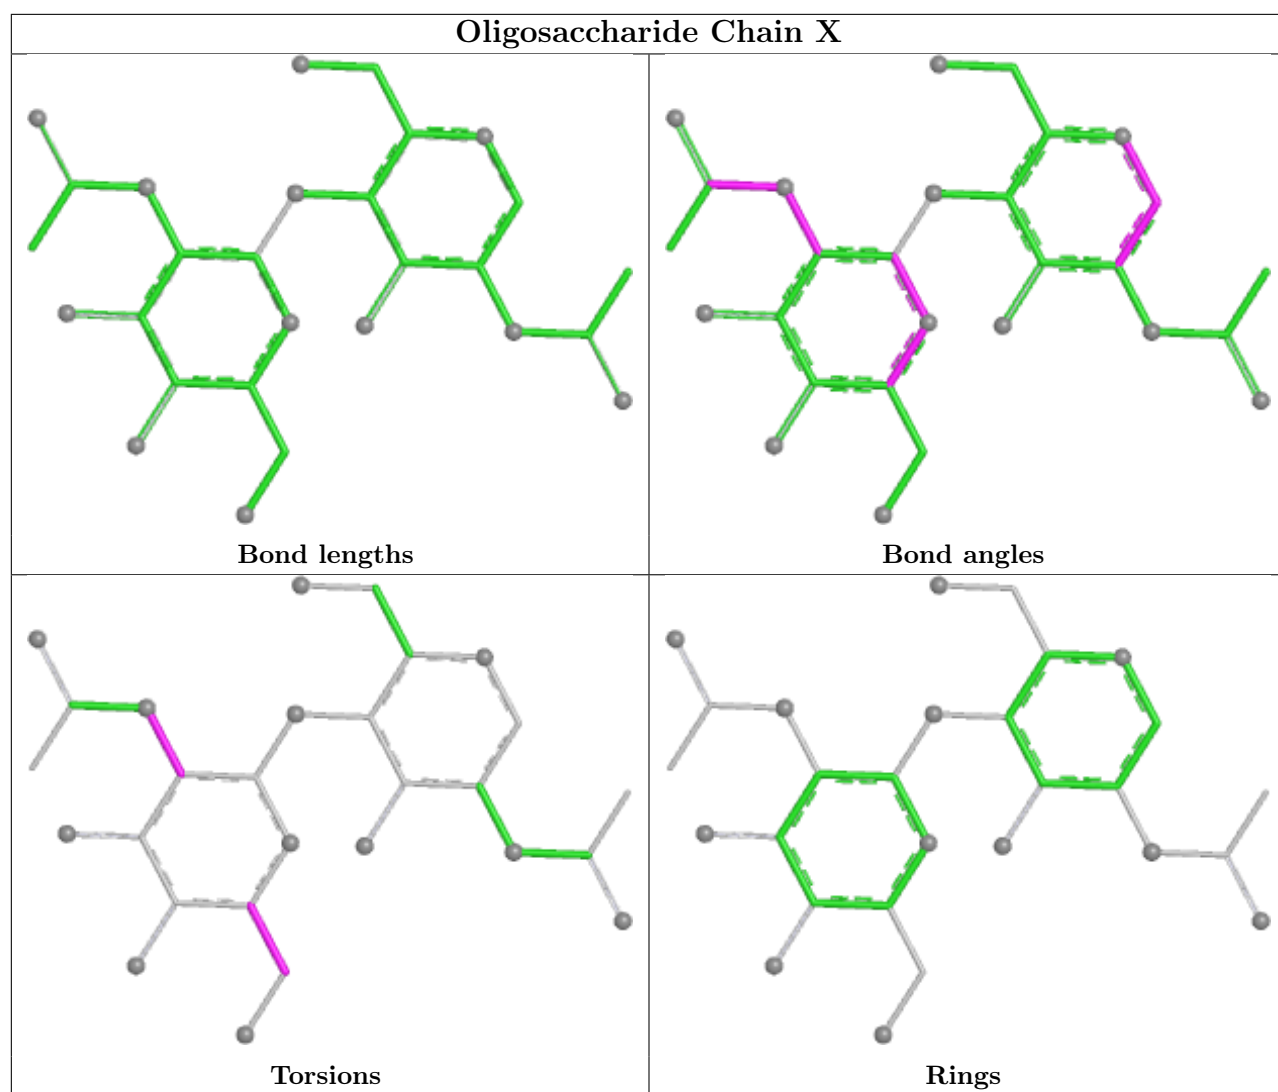 Oligosaccharide Chain X
Bond lengths
Bond angles
Torsions
Rings